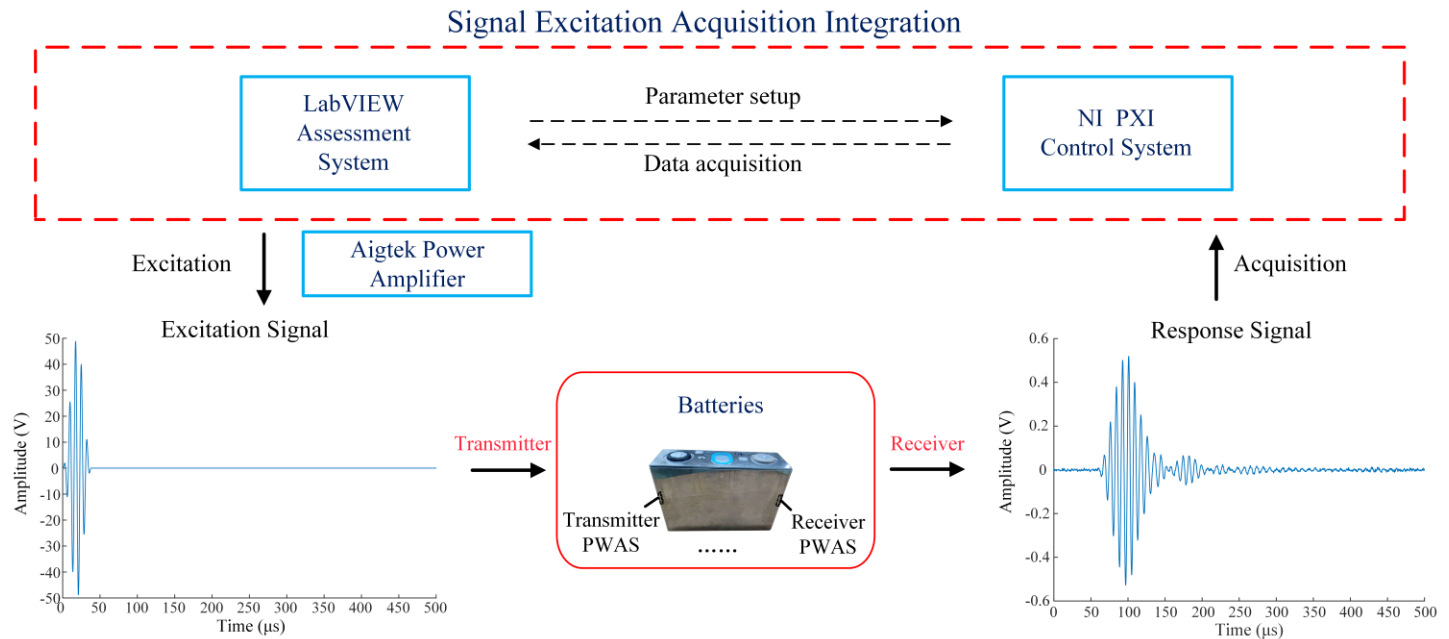 Signal Excitation Acquisition Integration
LabVIEW
Assessment
System
Parameter setup
Data acquisition
NI PXI
Control System
Excitation
Aigtek Power
Amplifier
Acquisition
Excitation Signal
50
40
30
20
10
0
-10
-20
-30
-40
-50
Amplitude (V)
0 50 100 150 200 250 300 350 400 450 500
Time (μs)
Transmitter
Batteries
Transmitter
PWAS
Receiver
PWAS
......
Receiver
Response Signal
0.6
0.4
0.2
0
-0.2
-0.4
-0.6
Amplitude (V)
0 50 100 150 200 250 300 350 400 450 500
Time (μs)